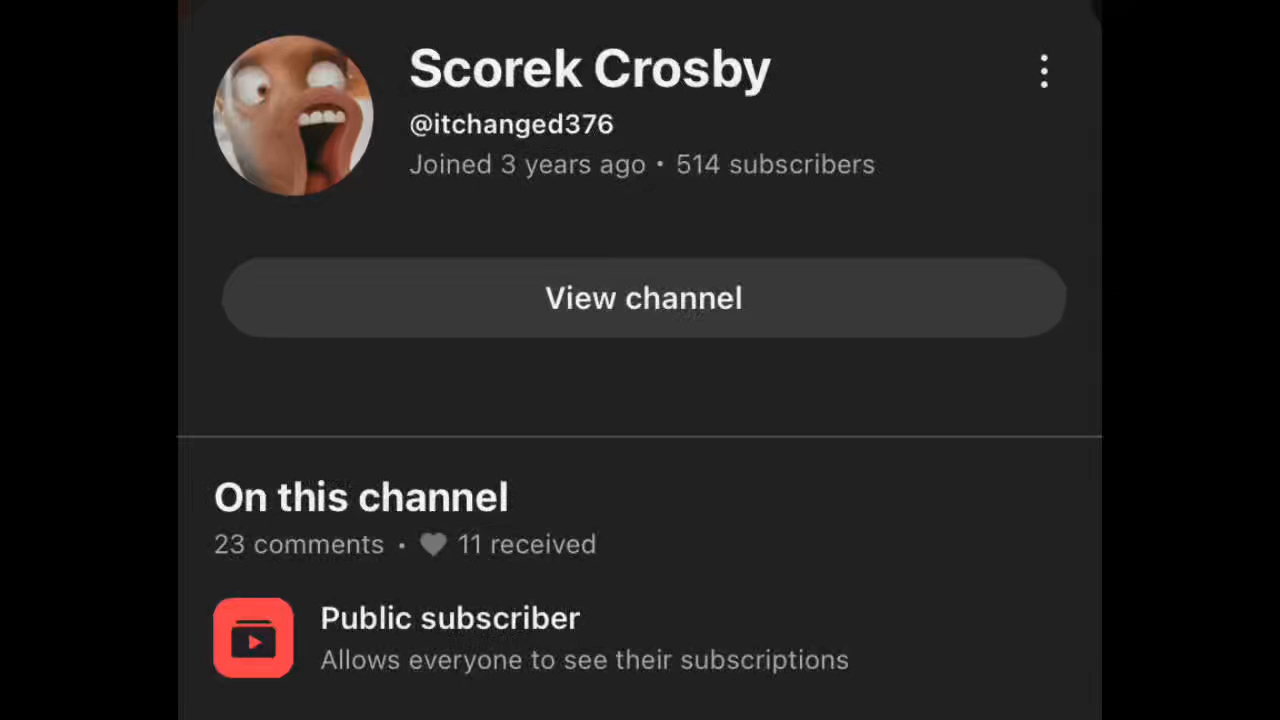 Scorek Crosby
@itchanged376
Joined 3 years ago • 514 subscribers
View channel
On this channel
23 comments • 11 received
Public subscriber
Allows everyone to see their subscriptions